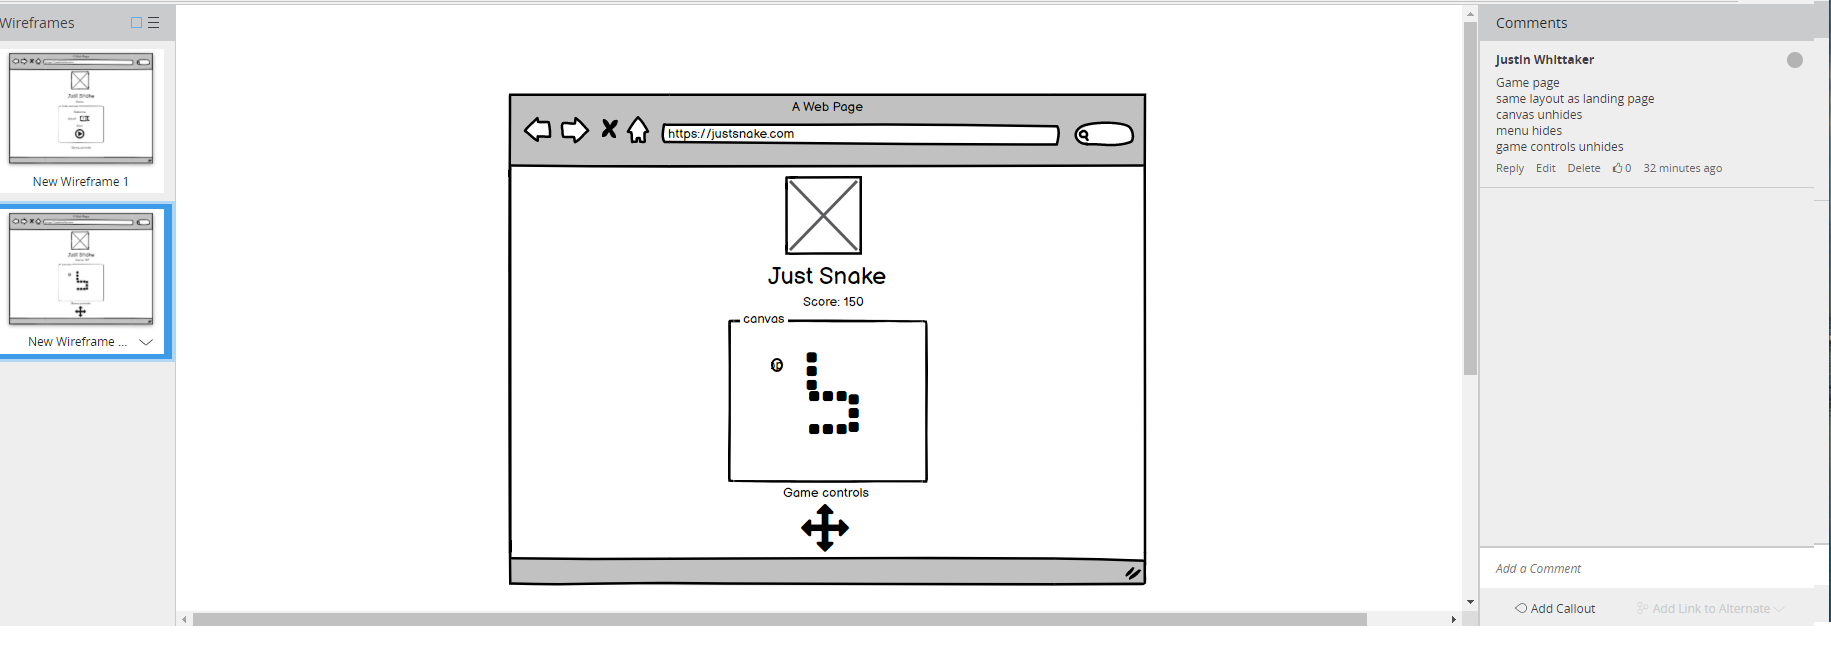 Wireframes
New Wireframe 1
New Wireframe ...
A Web Page
https://justsnake.com
Just Snake
Score: 150
canvas
Game controls
Comments
Justin Whittaker
Game page
same layout as landing page
canvas unhides
menu hides
game controls unhides
Reply Edit Delete 0 32 minutes ago
Add a Comment
Add Callout Add Link to Alternate